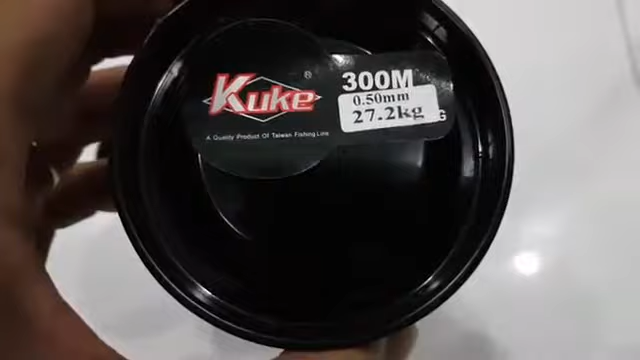 Kuke ®
A Quality Product Of Taiwan Fishing Line
300M
0.50mm
27.2kg
G